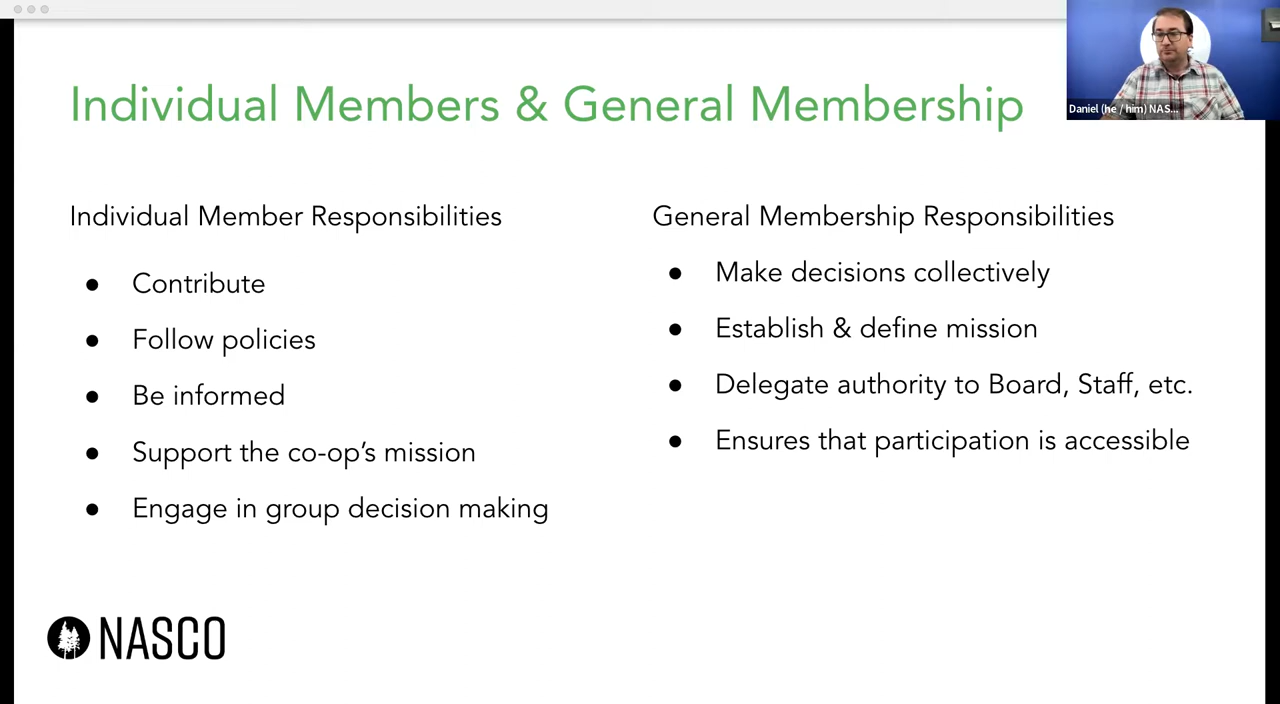 Individual Members & General Membership
Daniel (he / him) NAS...
Individual Member Responsibilities
● Contribute
● Follow policies
● Be informed
● Support the co-op’s mission
● Engage in group decision making
General Membership Responsibilities
● Make decisions collectively
● Establish & define mission
● Delegate authority to Board, Staff, etc.
● Ensures that participation is accessible
NASCO